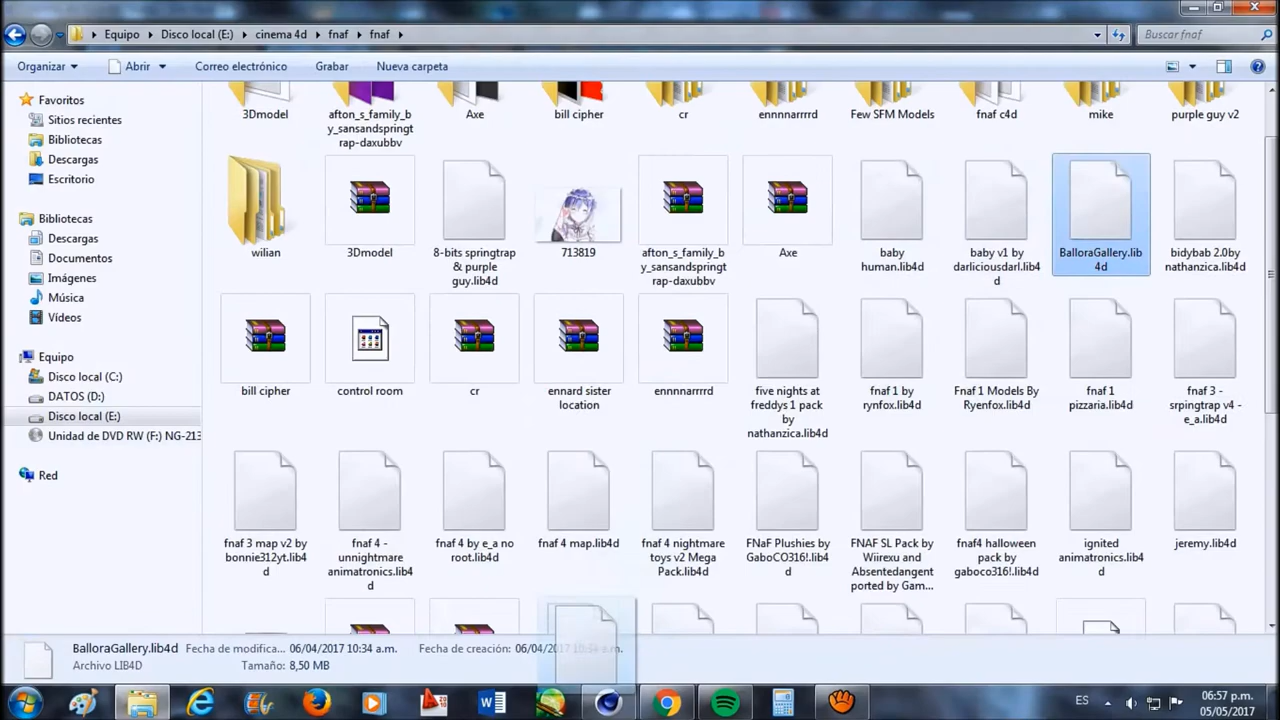 Equipo ▸ Disco local (E:) ▸ cinema 4d ▸ fnaf ▸ fnaf ▸
Buscar fnaf
Organizar
Abrir
Correo electrónico
Grabar
Nueva carpeta
Favoritos
Sitios recientes
Bibliotecas
Descargas
Escritorio
Bibliotecas
Descargas
Documentos
Imágenes
Música
Vídeos
Equipo
Disco local (C:)
DATOS (D:)
Disco local (E:)
Unidad de DVD RW (F:) NG-213
Red
3Dmodel
afton_s_family_b
y_sansandspringt
rap-daxubbv
Axe
bill cipher
cr
ennnnarrrrd
Few SFM Models
fnaf c4d
mike
purple guy v2
wilian
3Dmodel
8-bits springtrap
& purple
guy.lib4d
713819
afton_s_family_b
y_sansandspringt
rap-daxubbv
Axe
baby
human.lib4d
baby v1 by
darliciousdarl.lib4
d
BalloraGallery.lib
4d
bidybab 2.0by
nathanzica.lib4d
bill cipher
control room
cr
ennard sister
location
ennnnarrrrd
five nights at
freddys 1 pack
by
nathanzica.lib4d
fnaf 1 by
rynfox.lib4d
Fnaf 1 Models By
Ryenfox.lib4d
fnaf 1
pizzaria.lib4d
fnaf 3 -
srpingtrap v4 -
e_a.lib4d
fnaf 3 map v2 by
bonnie312yt.lib4
d
fnaf 4 -
unnightmare
animatronics.lib4
d
fnaf 4 by e_a no
root.lib4d
fnaf 4 map.lib4d
fnaf 4 nightmare
toys v2 Mega
Pack.lib4d
FNaF Plushies by
GaboCO316!.lib4
d
FNAF SL Pack by
Wiirexu and
Absentedangent
ported by Gam...
fnaf4 halloween
pack by
gaboco316!.lib4d
ignited
animatronics.lib4
d
jeremy.lib4d
BalloraGallery.lib4d
Fecha de modifica... 06/04/2017 10:34 a.m.
Fecha de creación: 06/04/2017 10:34 a.m.
Archivo LIB4D
Tamaño: 8,50 MB
ES
06:57 p.m.
05/05/2017